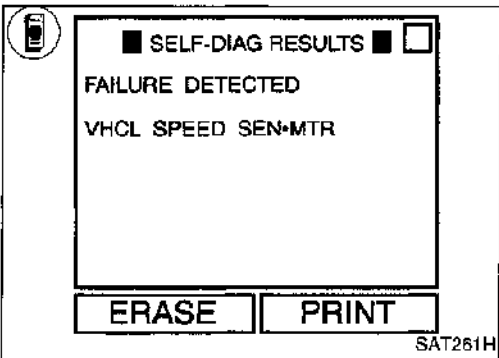 SELF-DIAG RESULTS
FAILURE DETECTED
VHCL SPEED SEN•MTR
ERASE PRINT
SAT261H